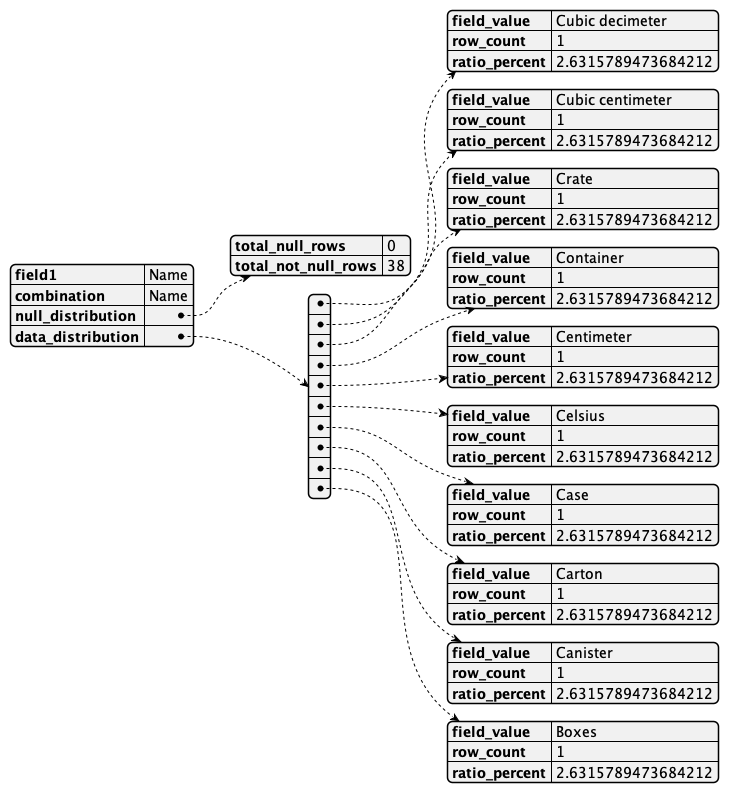 field1 Name
combination Name
null_distribution
data_distribution
total_null_rows 0
total_not_null_rows 38
field_value Cubic decimeter
row_count 1
ratio_percent 2.6315789473684212
field_value Cubic centimeter
row_count 1
ratio_percent 2.6315789473684212
field_value Crate
row_count 1
ratio_percent 2.6315789473684212
field_value Container
row_count 1
ratio_percent 2.6315789473684212
field_value Centimeter
row_count 1
ratio_percent 2.6315789473684212
field_value Celsius
row_count 1
ratio_percent 2.6315789473684212
field_value Case
row_count 1
ratio_percent 2.6315789473684212
field_value Carton
row_count 1
ratio_percent 2.6315789473684212
field_value Canister
row_count 1
ratio_percent 2.6315789473684212
field_value Boxes
row_count 1
ratio_percent 2.6315789473684212